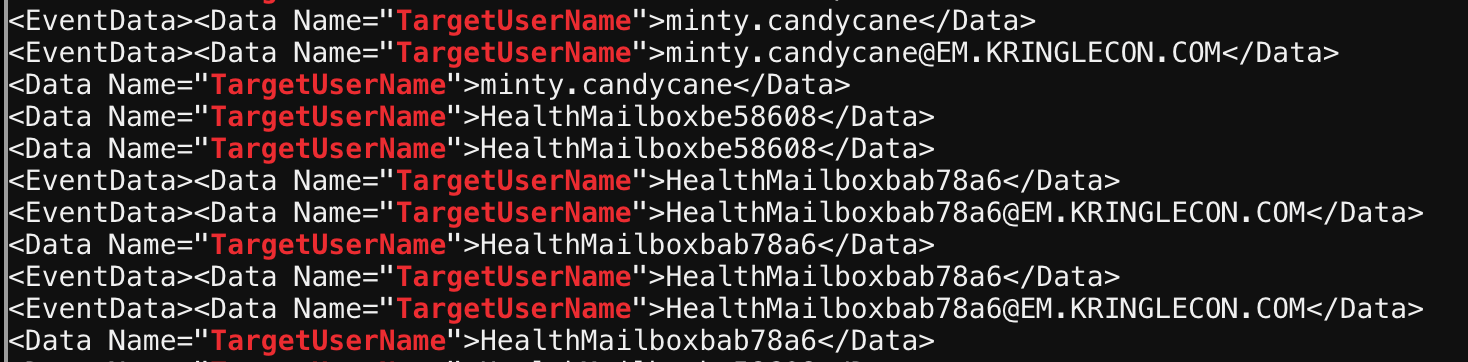 <EventData><Data Name="TargetUserName">minty.candycane</Data>
<EventData><Data Name="TargetUserName">minty.candycane@EM.KRINGLECON.COM</Data>
<Data Name="TargetUserName">minty.candycane</Data>
<Data Name="TargetUserName">HealthMailboxbe58608</Data>
<Data Name="TargetUserName">HealthMailboxbe58608</Data>
<EventData><Data Name="TargetUserName">HealthMailboxbab78a6</Data>
<EventData><Data Name="TargetUserName">HealthMailboxbab78a6@EM.KRINGLECON.COM</Data>
<Data Name="TargetUserName">HealthMailboxbab78a6</Data>
<EventData><Data Name="TargetUserName">HealthMailboxbab78a6</Data>
<EventData><Data Name="TargetUserName">HealthMailboxbab78a6@EM.KRINGLECON.COM</Data>
<Data Name="TargetUserName">HealthMailboxbab78a6</Data>